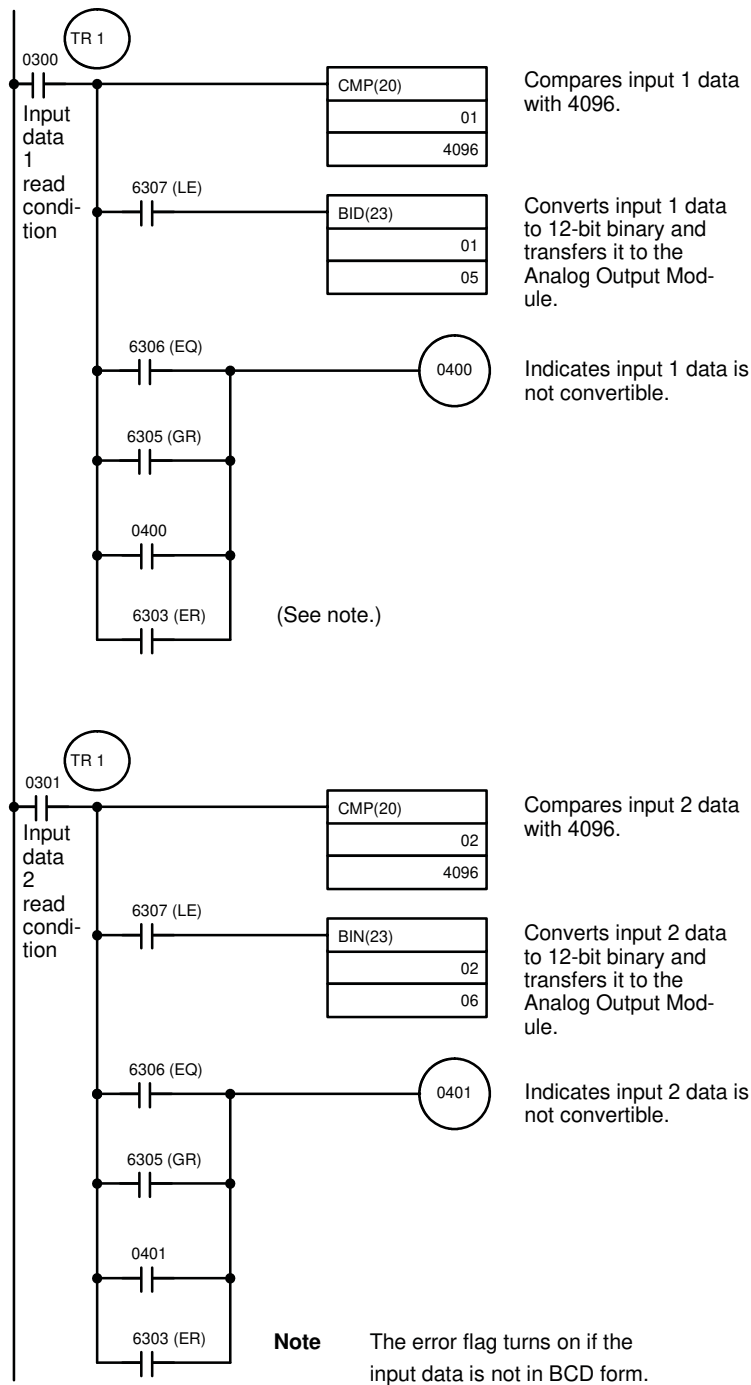 TR 1
0300
Input
data
1
read
condi-
tion
CMP(20)
01
4096
Compares input 1 data
with 4096.
6307 (LE)
BID(23)
01
05
Converts input 1 data
to 12-bit binary and
transfers it to the
Analog Output Mod-
ule.
6306 (EQ)
0400
Indicates input 1 data is
not convertible.
6305 (GR)
0400
6303 (ER)
(See note.)
TR 1
0301
Input
data
2
read
condi-
tion
CMP(20)
02
4096
Compares input 2 data
with 4096.
6307 (LE)
BIN(23)
02
06
Converts input 2 data
to 12-bit binary and
transfers it to the
Analog Output Mod-
ule.
6306 (EQ)
0401
Indicates input 2 data is
not convertible.
6305 (GR)
0401
6303 (ER)
Note The error flag turns on if the
input data is not in BCD form.